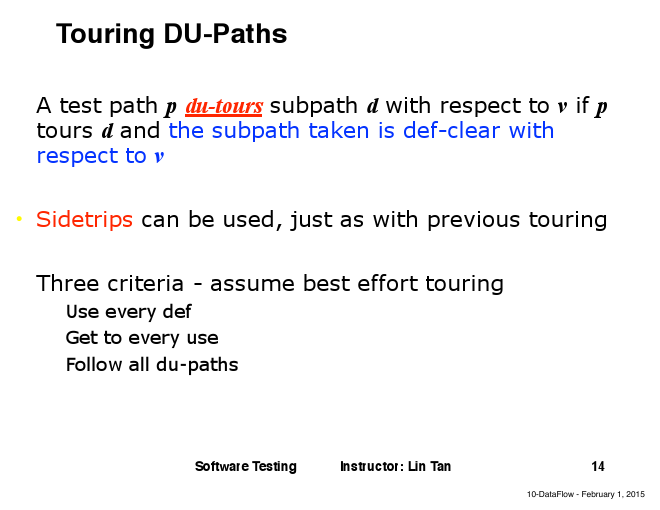 Touring DU-Paths
A test path p du-tours subpath d with respect to v if p
tours d and the subpath taken is def-clear with
respect to v
• Sidetrips can be used, just as with previous touring
Three criteria - assume best effort touring
Use every def
Get to every use
Follow all du-paths
Software Testing Instructor: Lin Tan 14
10-DataFlow - February 1, 2015